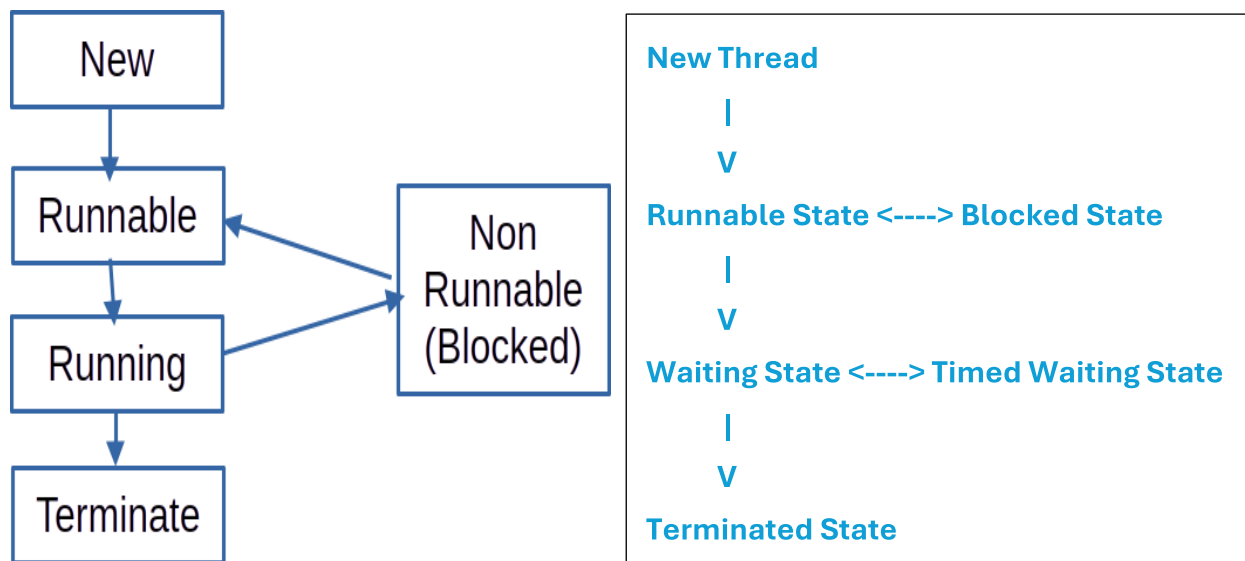 New
Runnable
Running
Terminate
Non
Runnable
(Blocked)
New Thread
|
V
Runnable State <----> Blocked State
|
V
Waiting State <----> Timed Waiting State
|
V
Terminated State